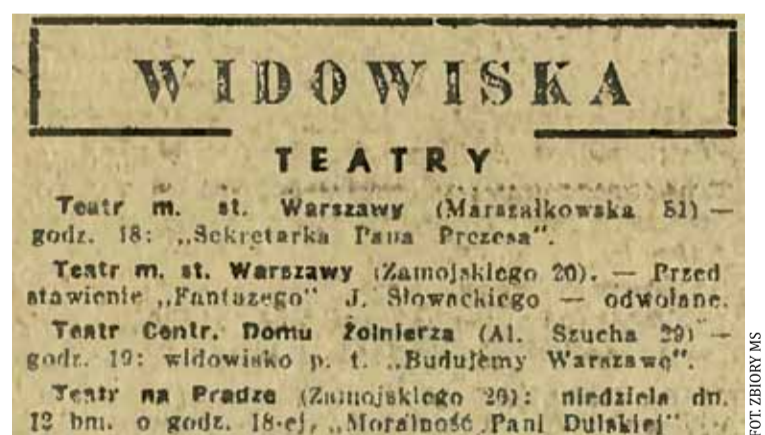 WIDOWISKA
TEATRY
Teatr m. st. Warszawy (Marszałkowska 81) —
godz. 18: „Sekretarka Pana Prezesa".
Teatr m. st. Warszawy (Zamojskiego 20). — Przed
stawienie „Fantazego" J. Słowackiego — odwołane.
Teatr Centr. Domu Żołnierza (Al. Szucha 29) —
godz. 19: widowisko p. t. „Budujemy Warszawę".
Teatr na Pradze (Zamojskiego 20): niedziela dn.
12 bm. o godz. 18-ej, „Moralność Pani Dulskiej"
FOT. ZBIORY MS